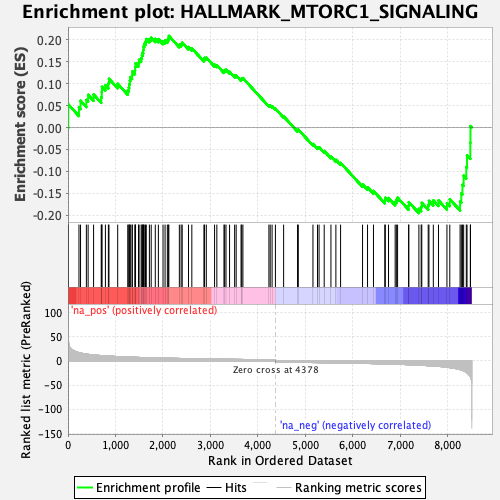 Enrichment plot: HALLMARK_MTORC1_SIGNALING
Enrichment score (ES)
0.20
0.15
0.10
0.05
0.00
-0.05
-0.10
-0.15
-0.20
'na_pos' (positively correlated)
Ranked list metric (PreRanked)
100
50
0
-50
-100
-150
Zero cross at 4378
'na_neg' (negatively correlated)
0
1,000
2,000
3,000
4,000
5,000
6,000
7,000
8,000
Rank in Ordered Dataset
Enrichment profile
Hits
Ranking metric scores